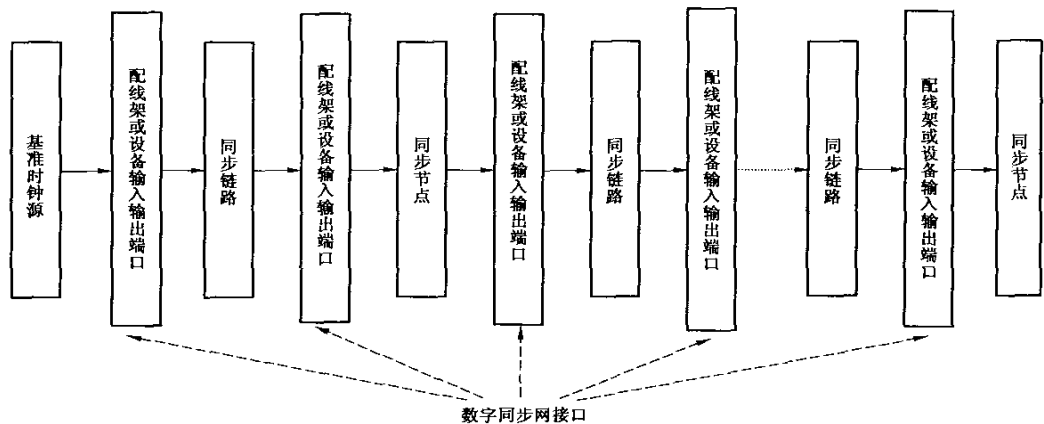 基准时钟源
配线架或设备输入输出端口
同步链路
配线架或设备输入输出端口
同步节点
配线架或设备输入输出端口
同步链路
配线架或设备输入输出端口
同步链路
配线架或设备输入输出端口
同步节点
数字同步网接口